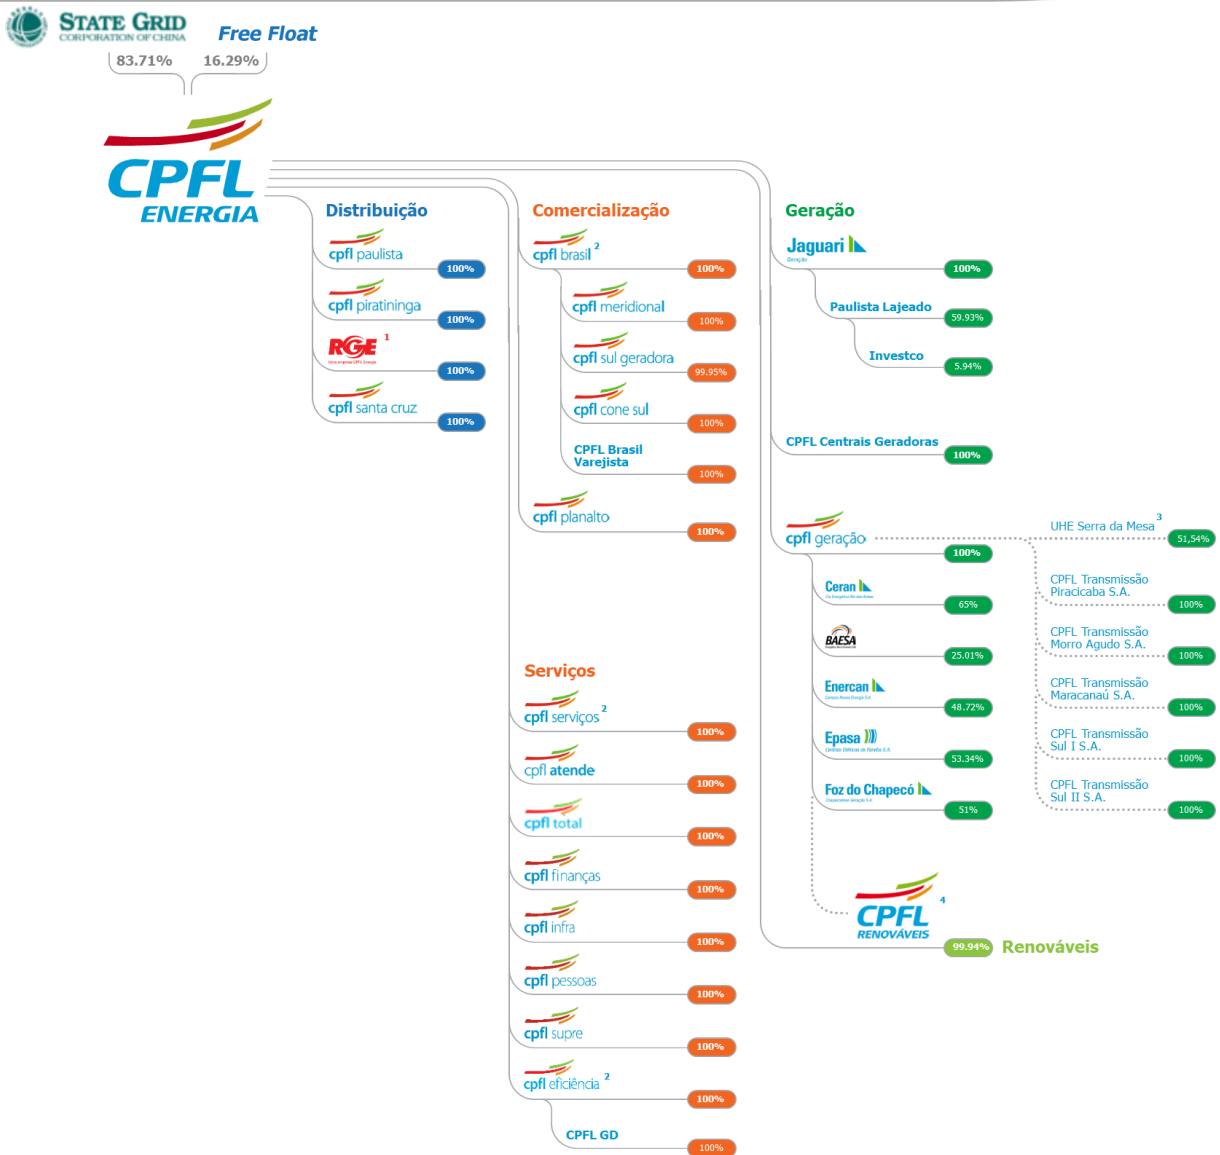 STATE GRID
CORPORATION OF CHINA
Free Float
83.71%
16.29%
CPFL
ENERGIA
Distribuição
cpfl paulista
100%
cpfl piratininga
100%
RGE 1
Uma empresa CPFL Energia
100%
cpfl santa cruz
100%
Comercialização
cpfl brasil 2
100%
cpfl meridional
100%
cpfl sul geradora
99.95%
cpfl cone sul
100%
CPFL Brasil
Varejista
100%
cpfl planalto
100%
Serviços
cpfl serviços 2
100%
cpfl atende
100%
cpfl total
100%
cpfl finanças
100%
cpfl infra
100%
cpfl pessoas
100%
cpfl supre
100%
cpfl eficiência 2
100%
CPFL GD
100%
Geração
Jaguari
Geração
100%
Paulista Lajeado
59.93%
Investco
5.94%
CPFL Centrais Geradoras
100%
cpfl geração
100%
Ceran
65%
BAESA
25.01%
Enercan
48.72%
Epasa
53.34%
Foz do Chapecó
51%
UHE Serra da Mesa 3
51,54%
CPFL Transmissão
Piracicaba S.A.
100%
CPFL Transmissão
Morro Agudo S.A.
100%
CPFL Transmissão
Maracanaú S.A.
100%
CPFL Transmissão
Sul I S.A.
100%
CPFL Transmissão
Sul II S.A.
100%
CPFL 4
RENOVÁVEIS
99.94%
Renováveis